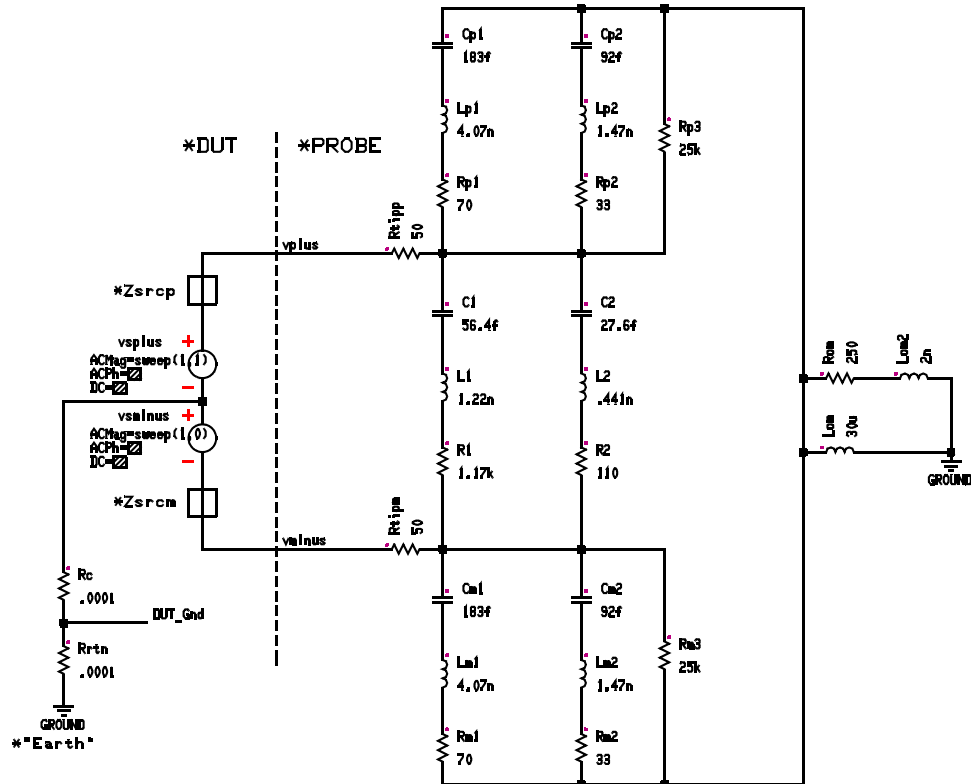 Cp1
183f
Cp2
92f
Lp1
4.07n
Lp2
1.47n
Rp3
25k
*DUT
*PROBE
Rp1
70
Rp2
33
Rtipp
50
vplus
*Zsrcp
C1
56.4f
C2
27.6f
vsplus
ACMag=sweep(1,1)
ACPh=
DC=
L1
1.22n
L2
.441n
Rom
250
Lom2
2n
vsminus
ACMag=sweep(1,0)
ACPh=
DC=
Lom
30u
R1
1.17k
R2
110
GROUND
*Zsrcm
Rtipm
50
vminus
Rc
.0001
DUT_Gnd
Cm1
183f
Cm2
92f
Rrtn
.0001
Rm3
25k
Lm1
4.07n
Lm2
1.47n
GROUND
*"Earth"
Rm1
70
Rm2
33